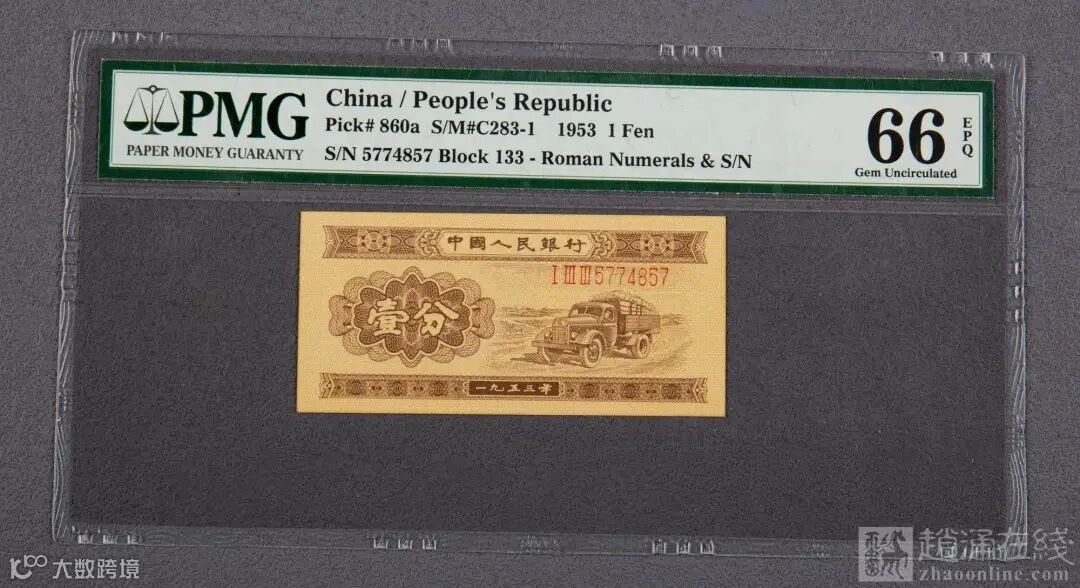 PMG
PAPER MONEY GUARANTY
China / People's Republic
Pick# 860a S/M#C283-1 1953 1 Fen
S/N 5774857 Block 133 - Roman Numerals & S/N
66
EPQ
Gem Uncirculated
中國人民銀行
I III III 5774857
壹分
一九五三年
大数跨境
趙涌在线
zhaoonline.com